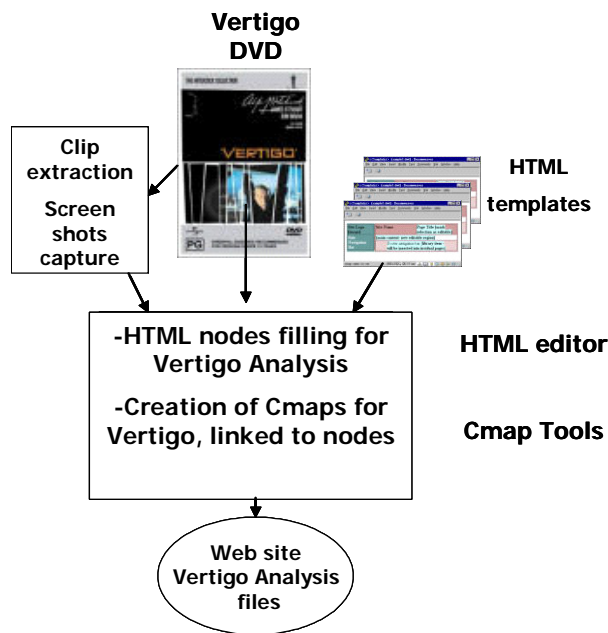 Vertigo
DVD
VERTIGO
PG
DVD
Clip
extraction
Screen
shots
capture
HTML
templates
-HTML nodes filling for
Vertigo Analysis
-Creation of Cmaps for
Vertigo, linked to nodes
HTML editor
Cmap Tools
Web site
Vertigo Analysis
files